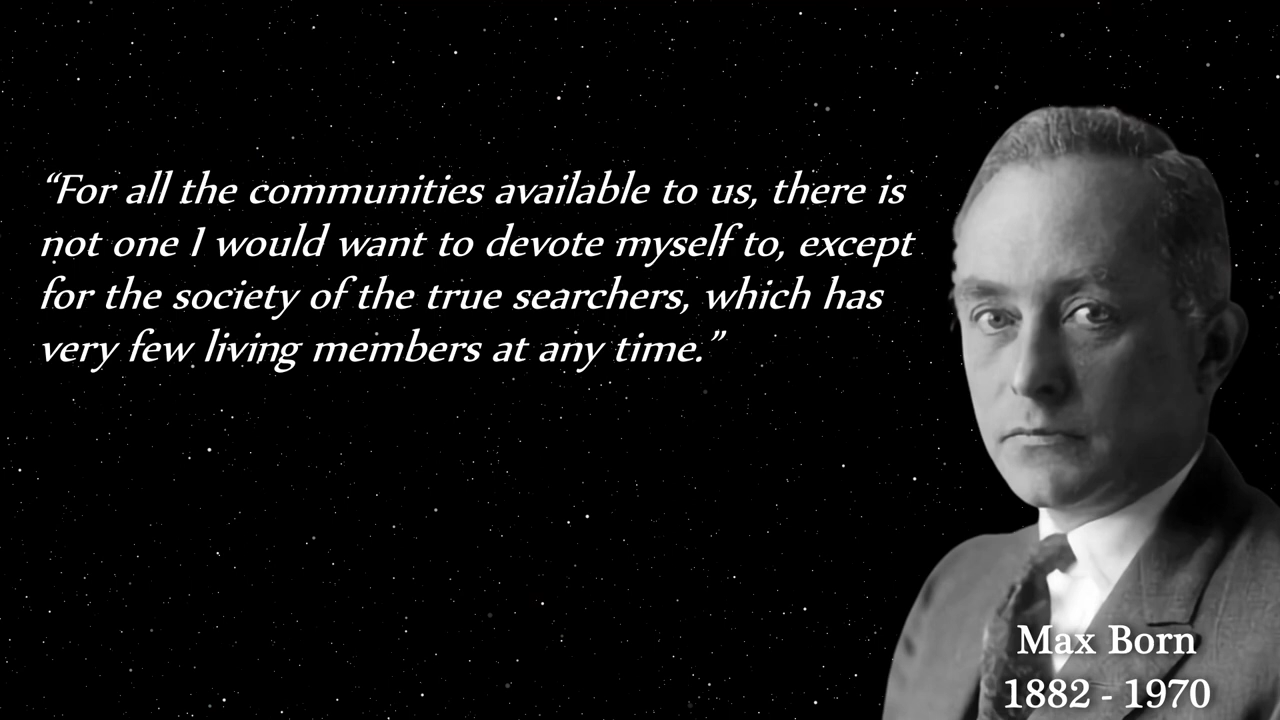 “For all the communities available to us, there is
not one I would want to devote myself to, except
for the society of the true searchers, which has
very few living members at any time.”
Max Born
1882 - 1970